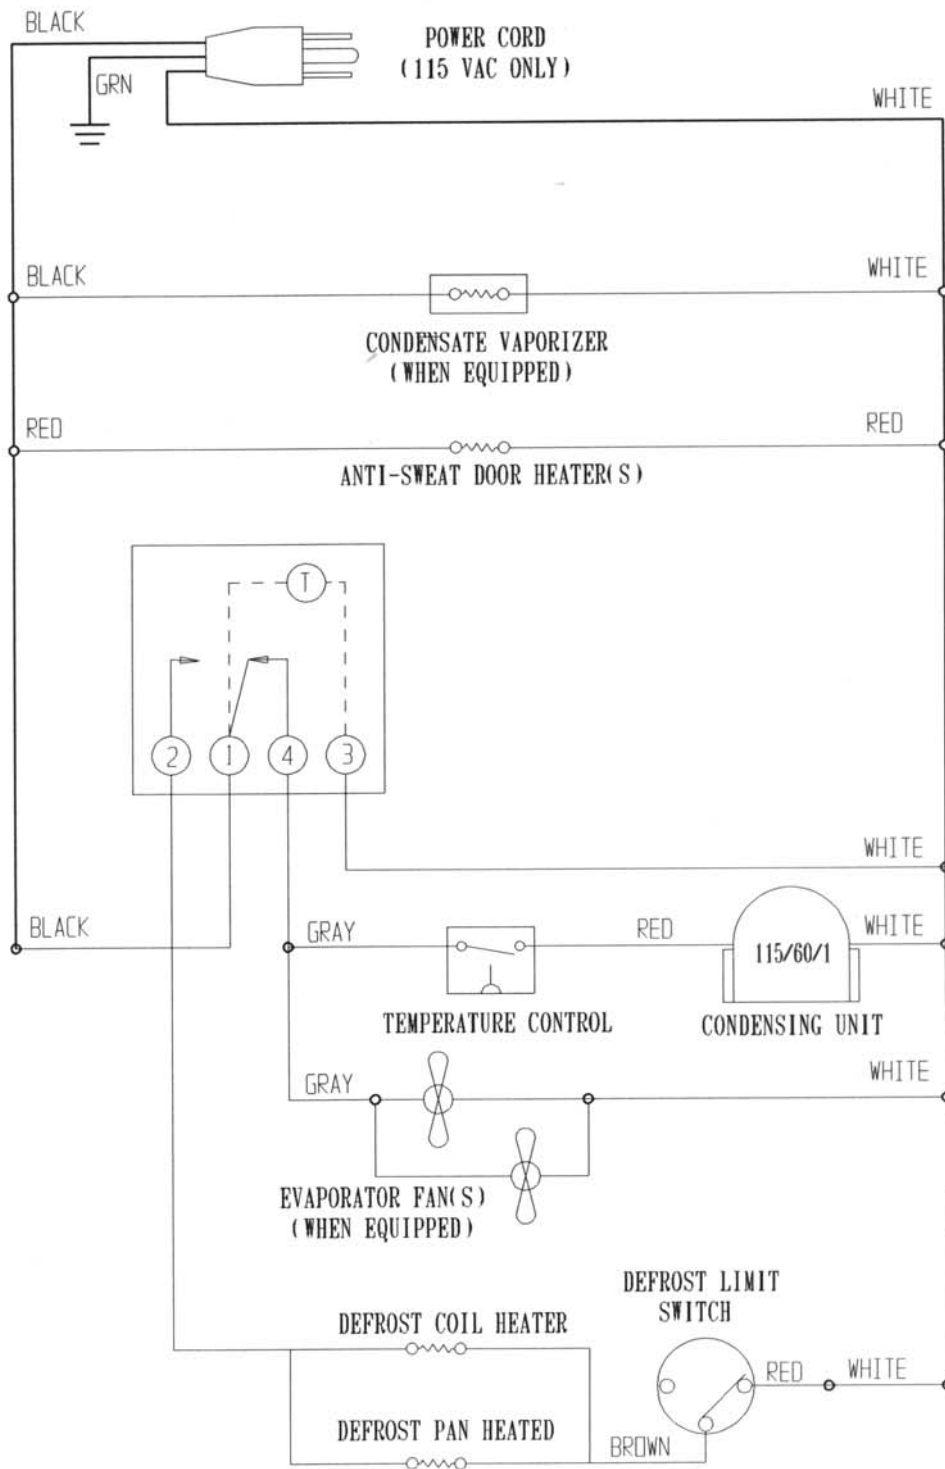 BLACK
POWER CORD
(115 VAC ONLY)
GRN
WHITE
BLACK
WHITE
CONDENSATE VAPORIZER
(WHEN EQUIPPED)
RED
RED
ANTI-SWEAT DOOR HEATER(S)
T
2 1 4 3
WHITE
BLACK
GRAY
RED
115/60/1
WHITE
TEMPERATURE CONTROL
CONDENSING UNIT
GRAY
WHITE
EVAPORATOR FAN(S)
(WHEN EQUIPPED)
DEFROST LIMIT
SWITCH
DEFROST COIL HEATER
RED
WHITE
DEFROST PAN HEATED
BROWN